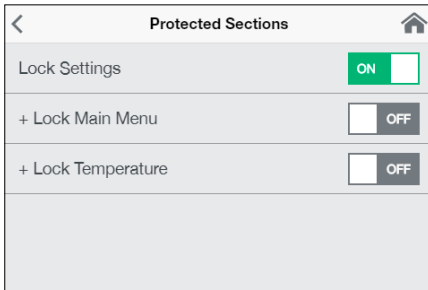 Protected Sections
Lock Settings ON
+ Lock Main Menu OFF
+ Lock Temperature OFF